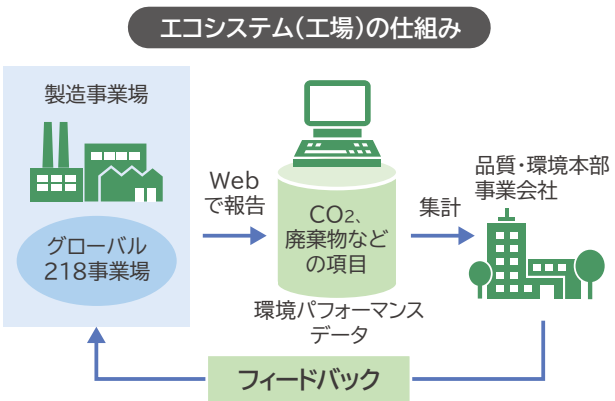 エコシステム(工場)の仕組み
製造事業場
グローバル
218事業場
Web
で報告
CO2、
廃棄物など
の項目
環境パフォーマンス
データ
集計
品質・環境本部
事業会社
フィードバック